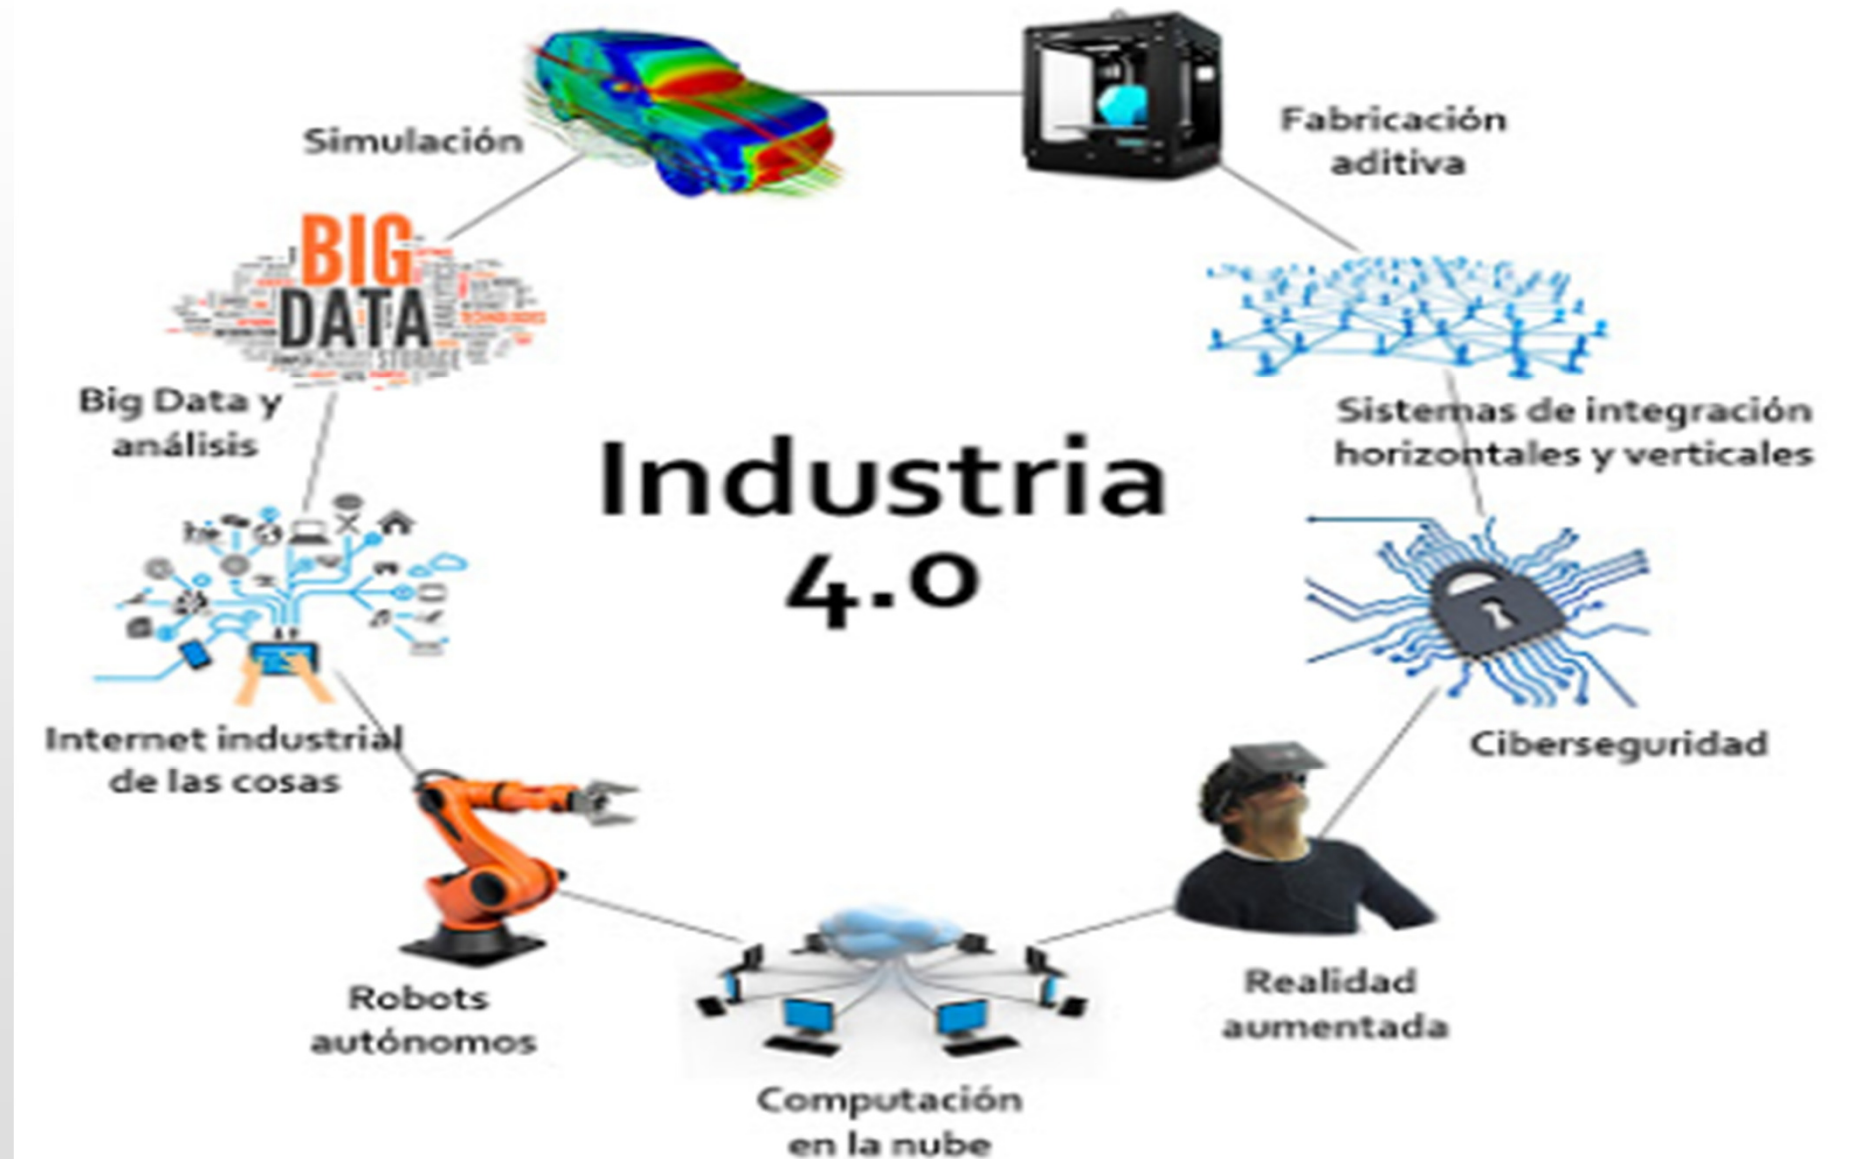 Simulación
Fabricación
aditiva
BIG
DATA
STORAGE
Big Data y
análisis
Sistemas de integración
horizontales y verticales
Industria
4.0
Internet industrial
de las cosas
Ciberseguridad
Robots
autónomos
Realidad
aumentada
Computación
en la nube